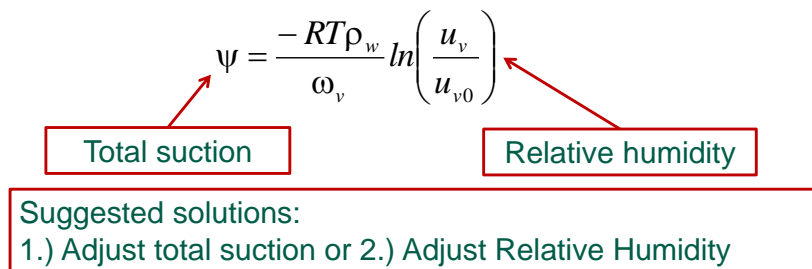 ψ = −RTρ_w / ω_v ln(u_v / u_v0)
Total suction
Relative humidity
Suggested solutions:
1.) Adjust total suction or 2.) Adjust Relative Humidity